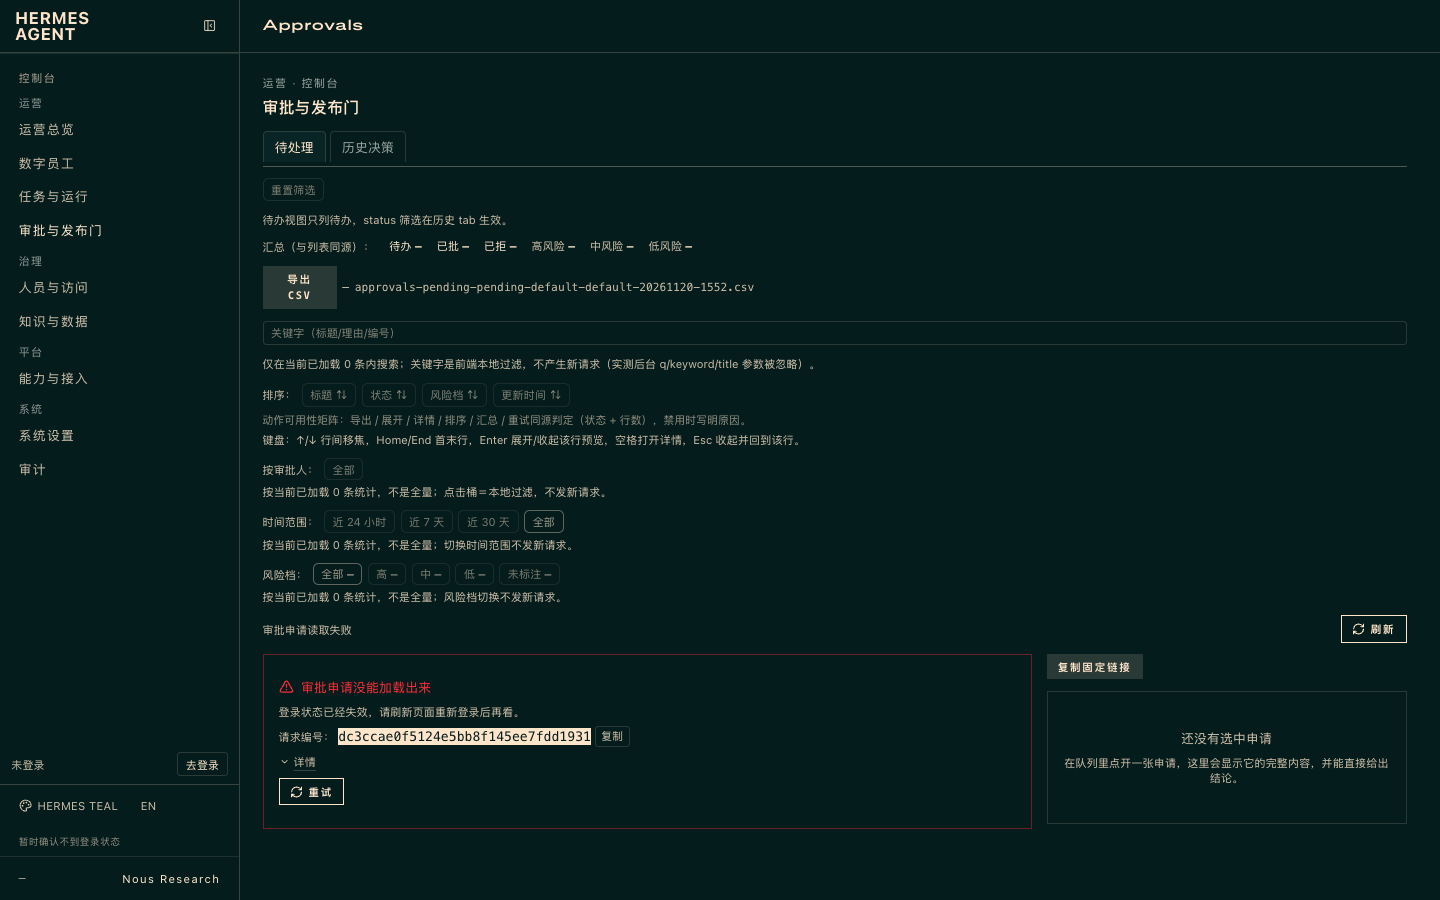 HERMES
AGENT
控制台
运营
运营总览
数字员工
任务与运行
审批与发布门
治理
人员与访问
知识与数据
平台
能力与接入
系统
系统设置
审计
未登录 去登录
HERMES TEAL EN
暂时确认不到登录状态
– Nous Research
Approvals
运营 · 控制台
审批与发布门
待处理 历史决策
重置筛选
待办视图只列待办，status 筛选在历史 tab 生效。
汇总（与列表同源）： 待办 – 已批 – 已拒 – 高风险 – 中风险 – 低风险 –
导出
CSV
— approvals-pending-pending-default-default-20261120-1552.csv
关键字（标题/理由/编号）
仅在当前已加载 0 条内搜索；关键字是前端本地过滤，不产生新请求（实测后台 q/keyword/title 参数被忽略）。
排序： 标题 ⇅ 状态 ⇅ 风险档 ⇅ 更新时间 ⇅
动作可用性矩阵：导出 / 展开 / 详情 / 排序 / 汇总 / 重试同源判定（状态 + 行数），禁用时写明原因。
键盘：↑/↓ 行间移焦，Home/End 首末行，Enter 展开/收起该行预览，空格打开详情，Esc 收起并回到该行。
按审批人： 全部
按当前已加载 0 条统计，不是全量；点击桶＝本地过滤，不发新请求。
时间范围： 近 24 小时 近 7 天 近 30 天 全部
按当前已加载 0 条统计，不是全量；切换时间范围不发新请求。
风险档： 全部 – 高 – 中 – 低 – 未标注 –
按当前已加载 0 条统计，不是全量；风险档切换不发新请求。
审批申请读取失败 刷新
审批申请没能加载出来
登录状态已经失效，请刷新页面重新登录后再看。
请求编号： dc3ccae0f5124e5bb8f145ee7fdd1931 复制
详情
重试
复制固定链接
还没有选中申请
在队列里点开一张申请，这里会显示它的完整内容，并能直接给出
结论。